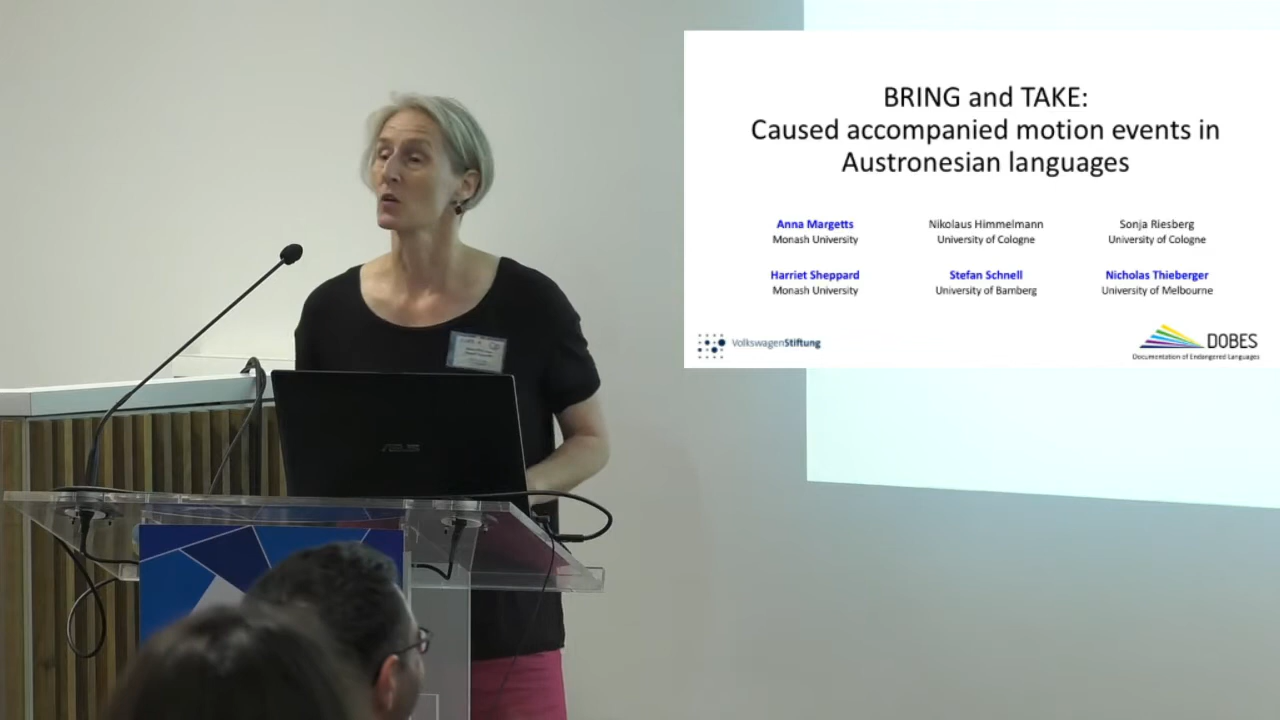 BRING and TAKE:
Caused accompanied motion events in
Austronesian languages
Anna Margetts
Monash University
Nikolaus Himmelmann
University of Cologne
Sonja Riesberg
University of Cologne
Harriet Sheppard
Monash University
Stefan Schnell
University of Bamberg
Nicholas Thieberger
University of Melbourne
VolkswagenStiftung
DOBES
Documentation of Endangered Languages
ASUS